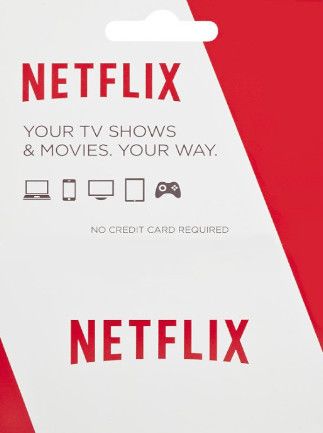 NETFLIX
YOUR TV SHOWS
& MOVIES. YOUR WAY.
NO CREDIT CARD REQUIRED
NETFLIX